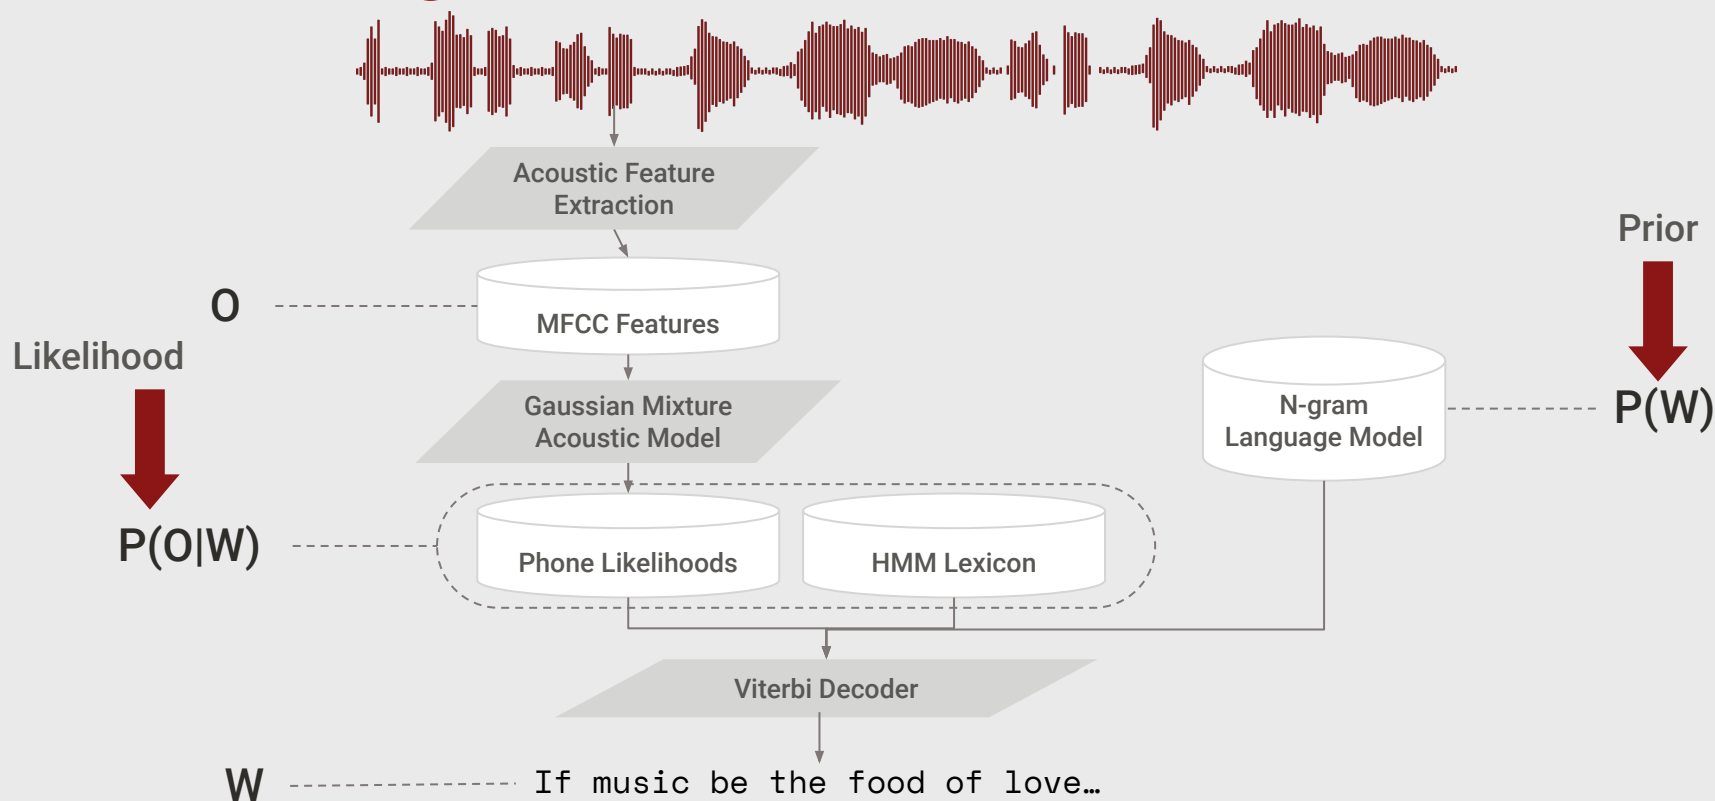 Acoustic Feature
Extraction
Prior
O
MFCC Features
Likelihood
Gaussian Mixture
Acoustic Model
N-gram
Language Model
P(W)
P(O|W)
Phone Likelihoods
HMM Lexicon
Viterbi Decoder
W
If music be the food of love…